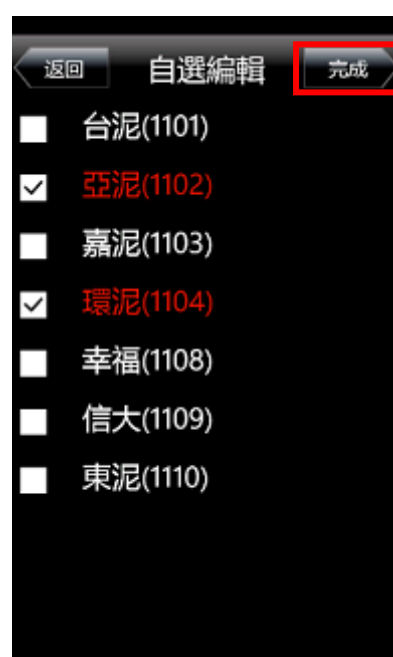 返回 自選編輯 完成
台泥(1101)
亞泥(1102)
嘉泥(1103)
環泥(1104)
幸福(1108)
信大(1109)
東泥(1110)